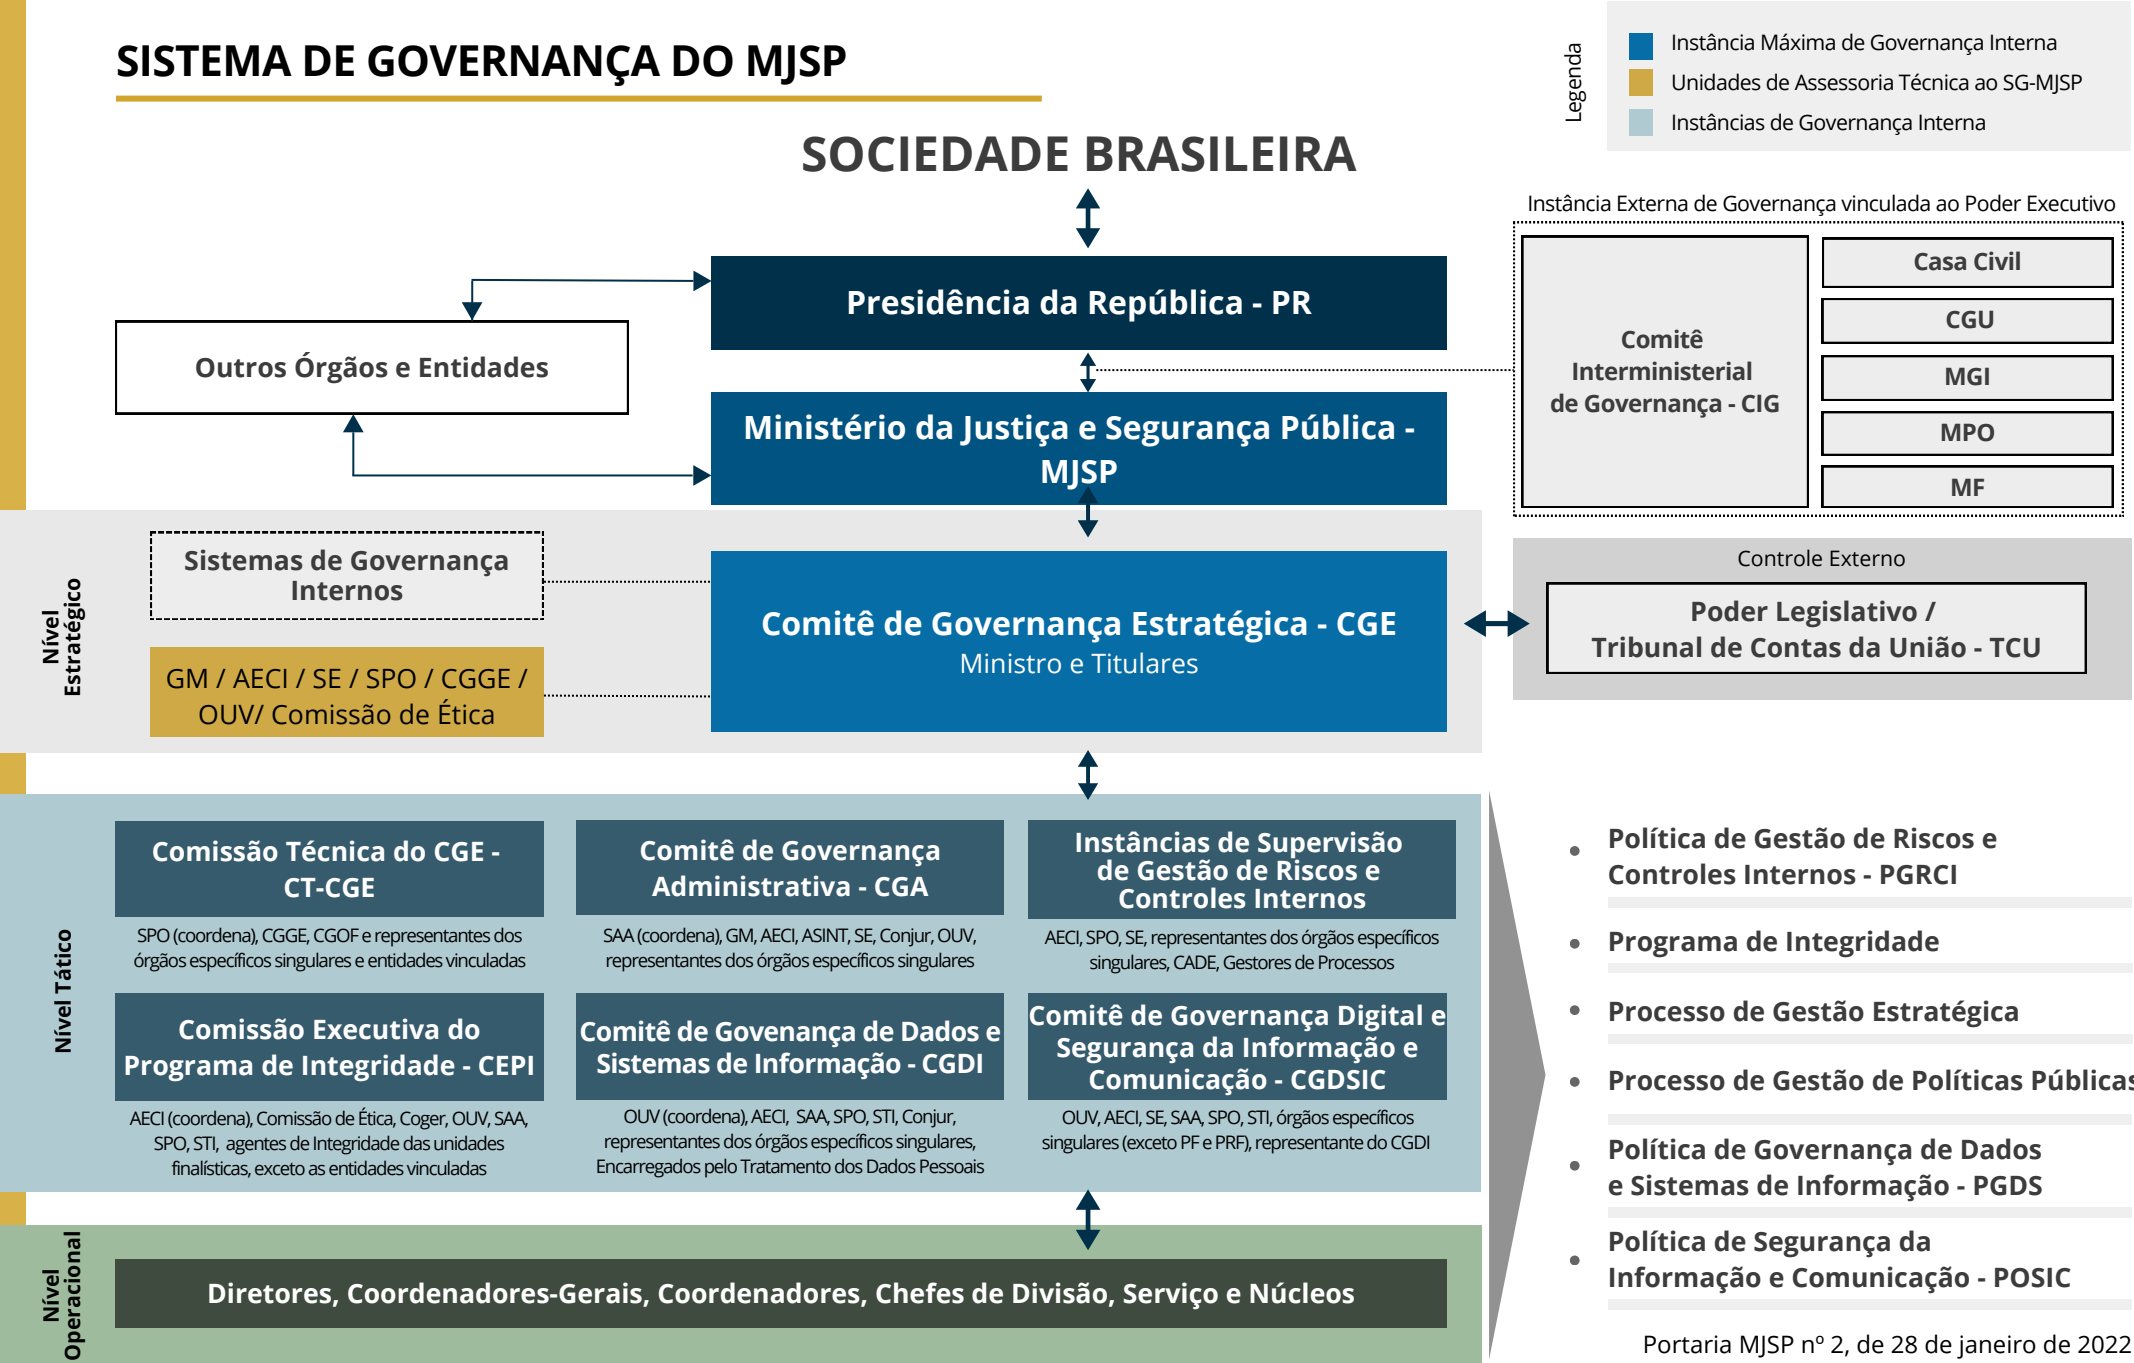 SISTEMA DE GOVERNANÇA DO MJSP
Legenda
Instância Máxima de Governança Interna
Unidades de Assessoria Técnica ao SG-MJSP
Instâncias de Governança Interna
SOCIEDADE BRASILEIRA
Presidência da República - PR
Outros Órgãos e Entidades
Ministério da Justiça e Segurança Pública -
MJSP
Instância Externa de Governança vinculada ao Poder Executivo
Comitê
Interministerial
de Governança - CIG
Casa Civil
CGU
MGI
MPO
MF
Nível
Estratégico
Sistemas de Governança
Internos
GM / AECI / SE / SPO / CGGE /
OUV/ Comissão de Ética
Comitê de Governança Estratégica - CGE
Ministro e Titulares
Controle Externo
Poder Legislativo /
Tribunal de Contas da União - TCU
Nível Tático
Comissão Técnica do CGE -
CT-CGE
SPO (coordena), CGGE, CGOF e representantes dos
órgãos específicos singulares e entidades vinculadas
Comitê de Governança
Administrativa - CGA
SAA (coordena), GM, AECI, ASINT, SE, Conjur, OUV,
representantes dos órgãos específicos singulares
Instâncias de Supervisão
de Gestão de Riscos e
Controles Internos
AECI, SPO, SE, representantes dos órgãos específicos
singulares, CADE, Gestores de Processos
Comissão Executiva do
Programa de Integridade - CEPI
AECI (coordena), Comissão de Ética, Coger, OUV, SAA,
SPO, STI, agentes de Integridade das unidades
finalísticas, exceto as entidades vinculadas
Comitê de Govenança de Dados e
Sistemas de Informação - CGDI
OUV (coordena), AECI, SAA, SPO, STI, Conjur,
representantes dos órgãos específicos singulares,
Encarregados pelo Tratamento dos Dados Pessoais
Comitê de Governança Digital e
Segurança da Informação e
Comunicação - CGDSIC
OUV, AECI, SE, SAA, SPO, STI, órgãos específicos
singulares (exceto PF e PRF), representante do CGDI
Nível
Operacional
Diretores, Coordenadores-Gerais, Coordenadores, Chefes de Divisão, Serviço e Núcleos
• Política de Gestão de Riscos e
Controles Internos - PGRCI
• Programa de Integridade
• Processo de Gestão Estratégica
• Processo de Gestão de Políticas Públicas
• Política de Governança de Dados
e Sistemas de Informação - PGDS
• Política de Segurança da
Informação e Comunicação - POSIC
Portaria MJSP nº 2, de 28 de janeiro de 2022